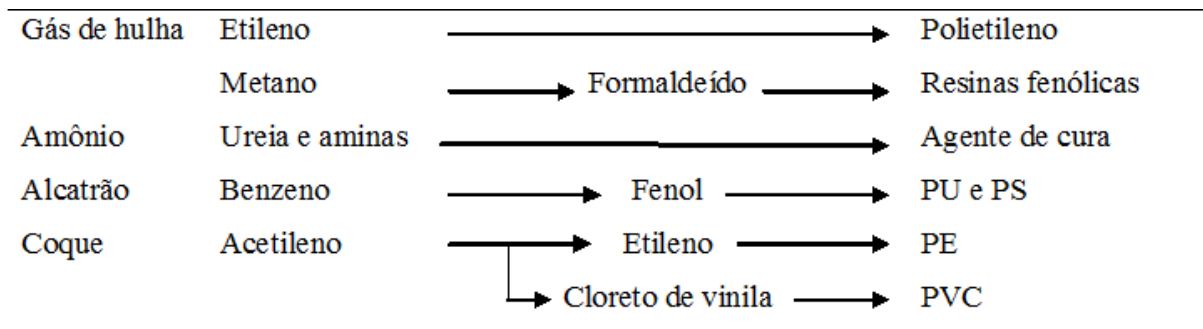 Gás de hulha Etileno Polietileno
Metano Formaldeído Resinas fenólicas
Amônio Ureia e aminas Agente de cura
Alcatrão Benzeno Fenol PU e PS
Coque Acetileno Etileno PE
Cloreto de vinila PVC